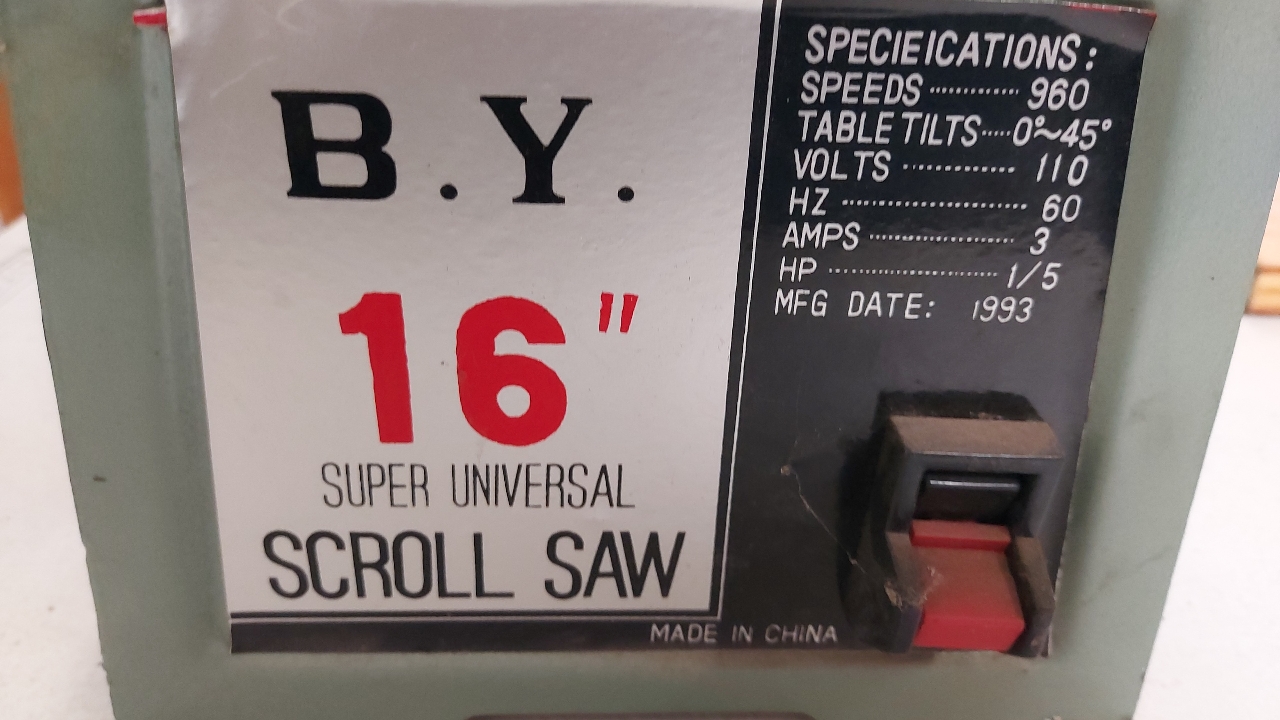 B.Y.
16"
SUPER UNIVERSAL
SCROLL SAW
SPECIEICATIONS:
SPEEDS ············· 960
TABLE TILTS ····· 0°~45°
VOLTS ················ 110
HZ ··························· 60
AMPS ····················· 3
HP ························ 1/5
MFG DATE: 1993
MADE IN CHINA